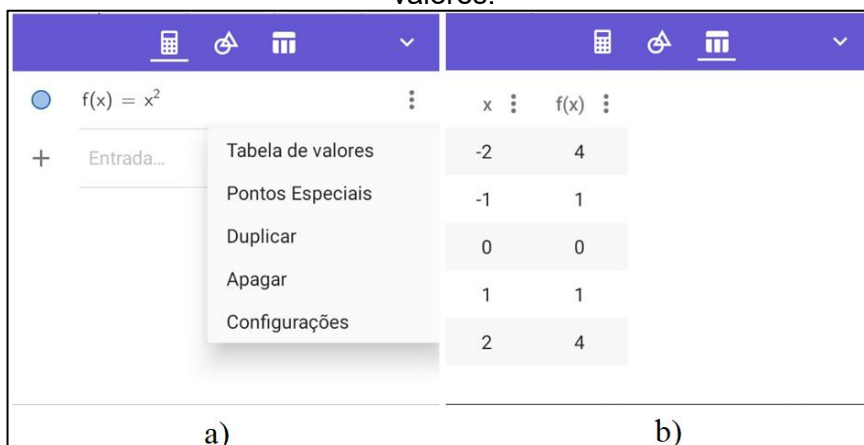 valores.
f(x) = x²
+ Entrada...
Tabela de valores
Pontos Especiais
Duplicar
Apagar
Configurações
a)
x f(x)
-2 4
-1 1
0 0
1 1
2 4
b)